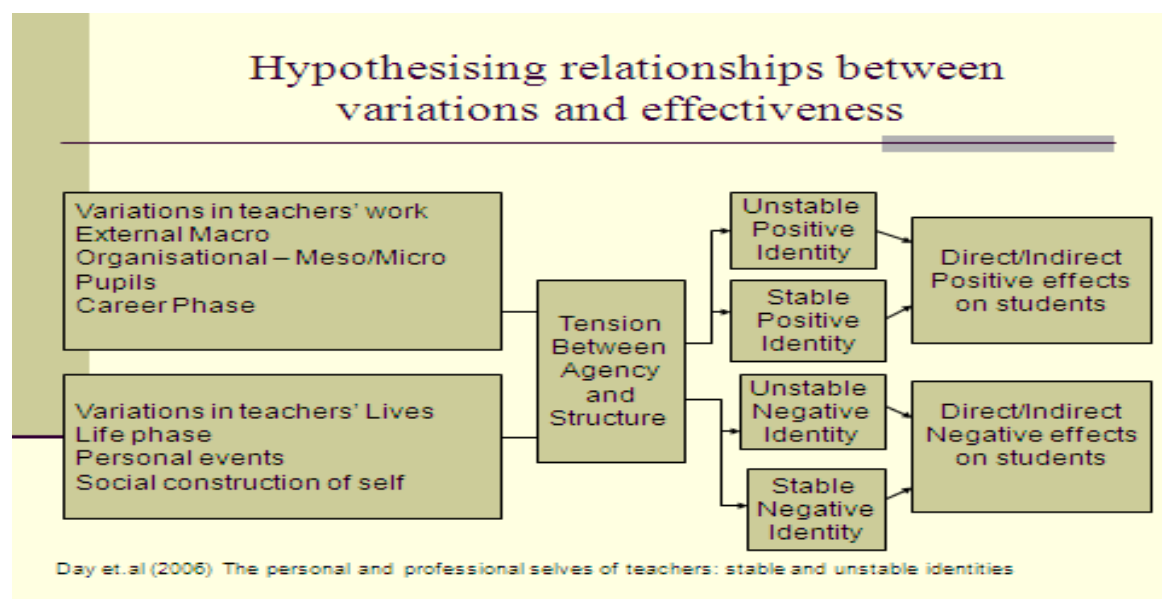 Hypothesising relationships between
variations and effectiveness
Variations in teachers' work
External Macro
Organisational – Meso/Micro
Pupils
Career Phase
Variations in teachers' Lives
Life phase
Personal events
Social construction of self
Tension
Between
Agency
and
Structure
Unstable
Positive
Identity
Stable
Positive
Identity
Unstable
Negative
Identity
Stable
Negative
Identity
Direct/Indirect
Positive effects
on students
Direct/Indirect
Negative effects
on students
Day et.al (2006) The personal and professional selves of teachers: stable and unstable identities